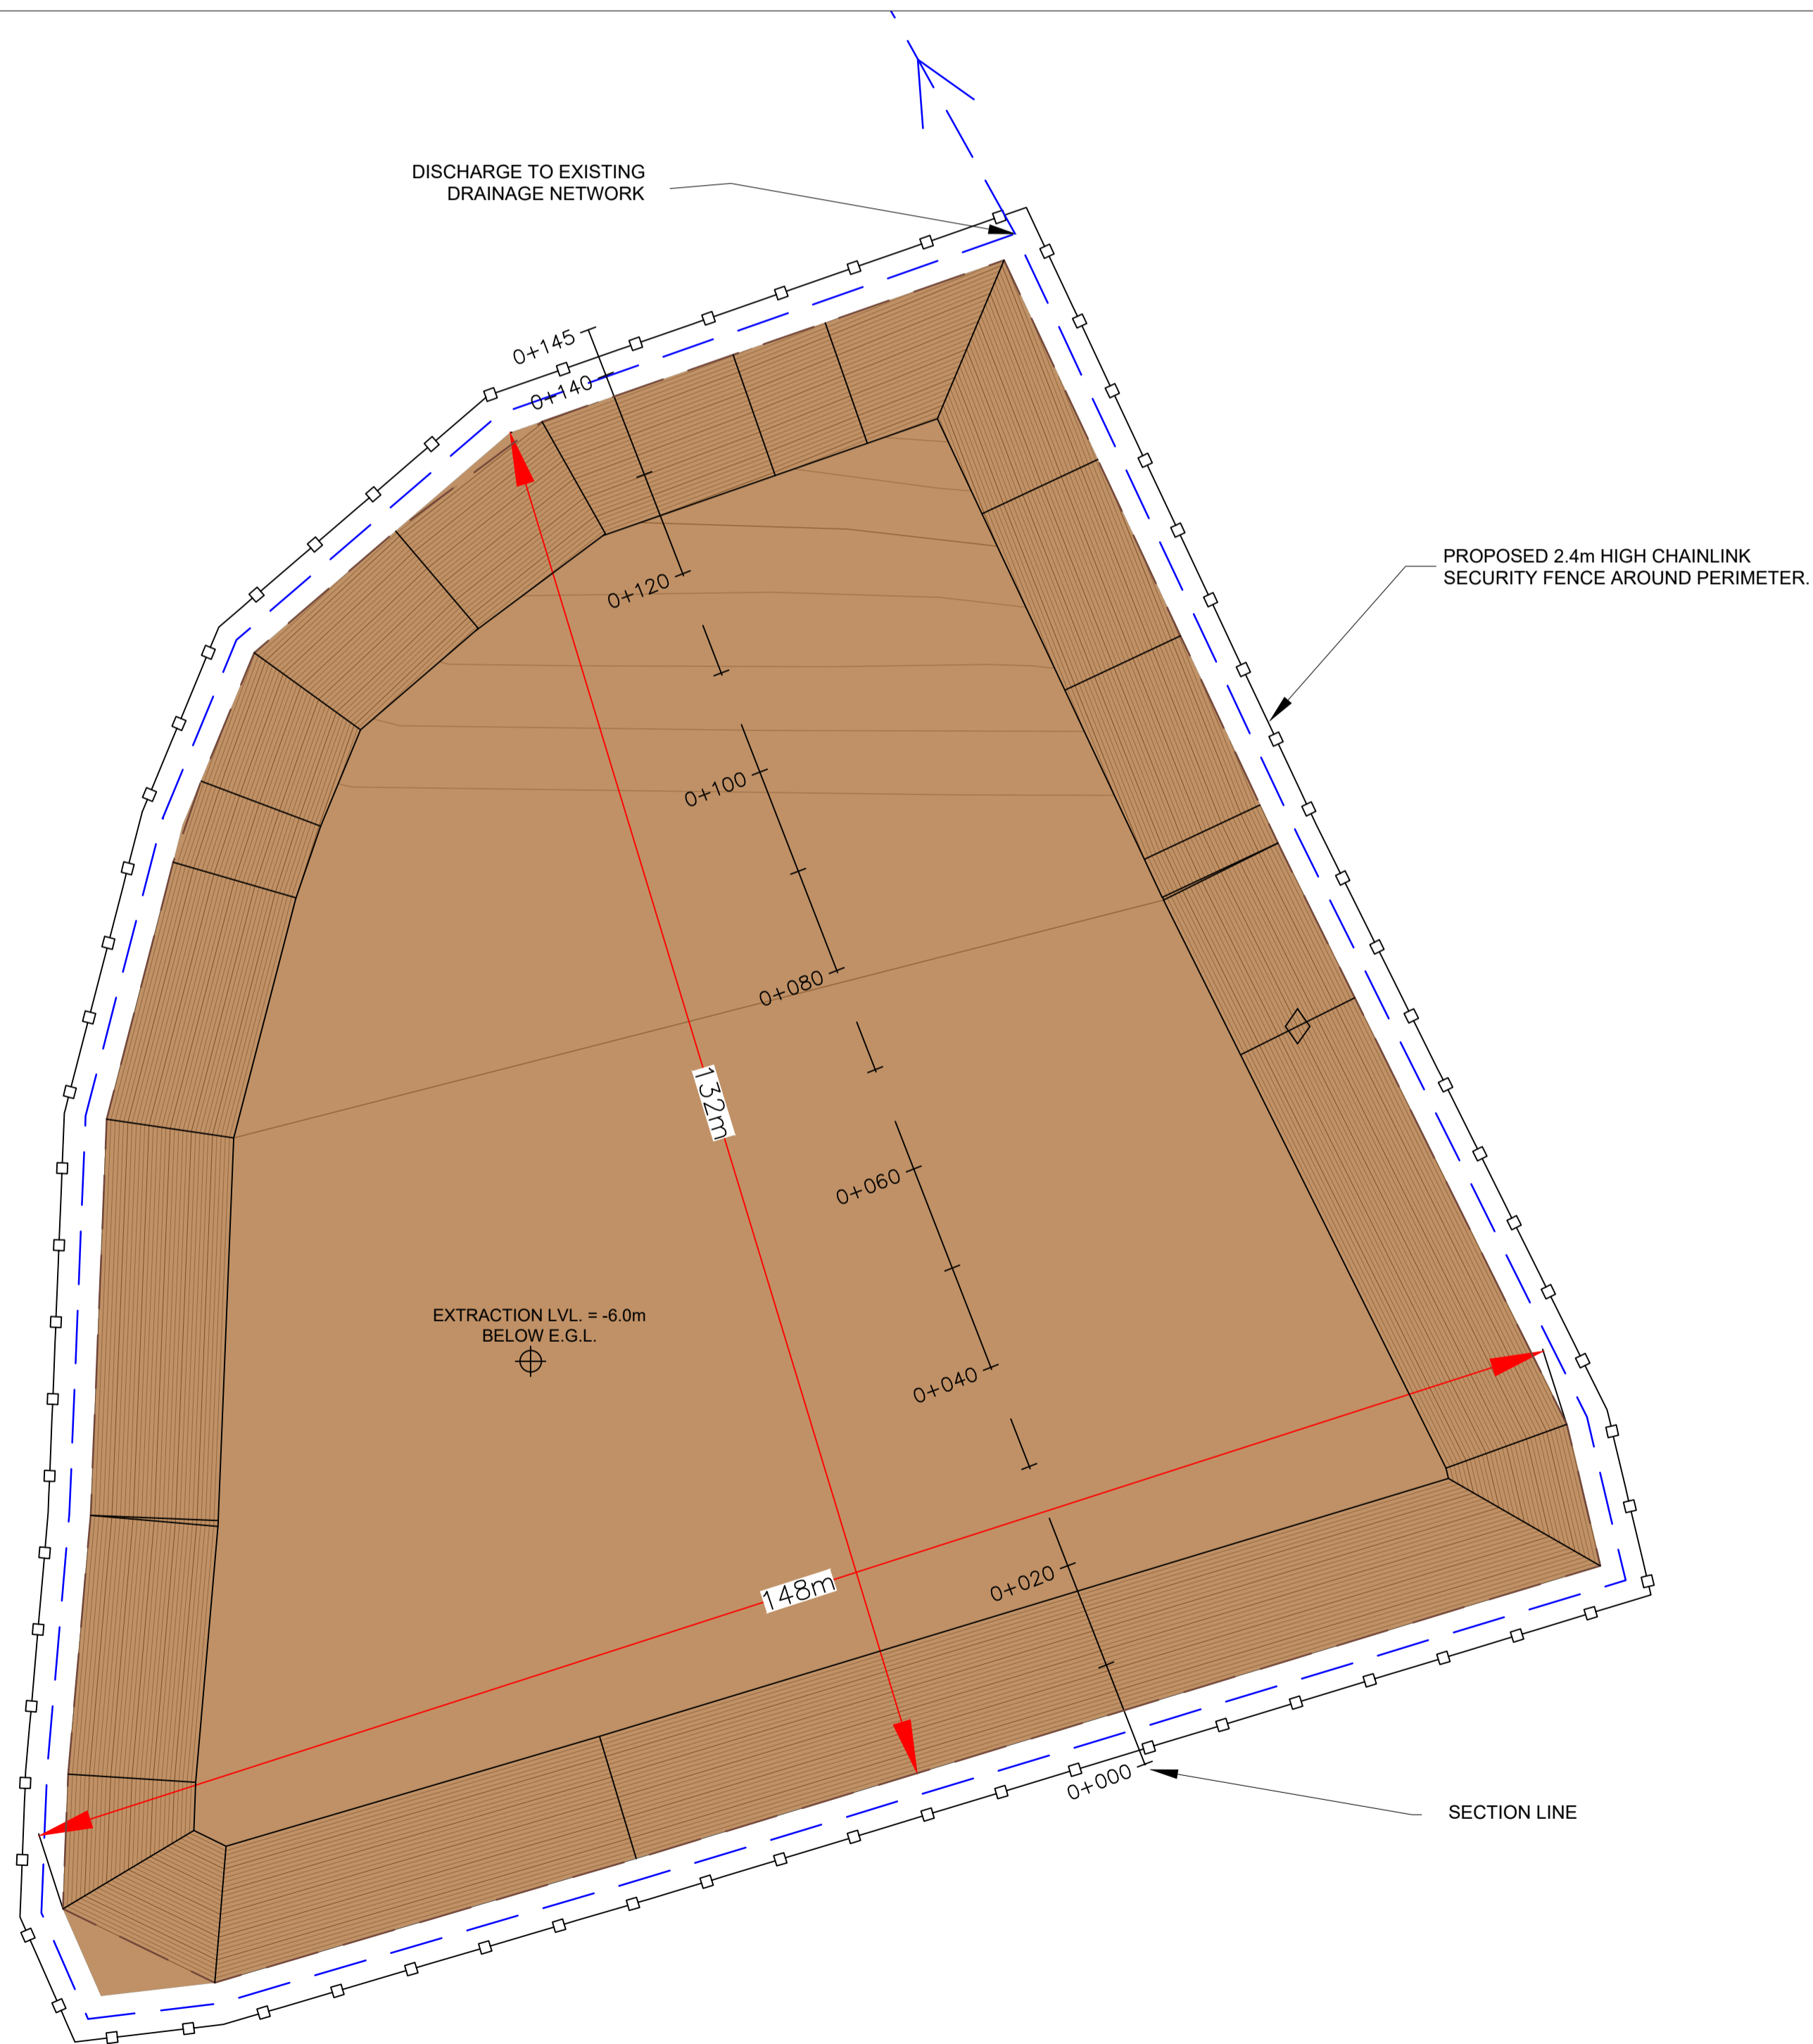 DISCHARGE TO EXISTING
DRAINAGE NETWORK
0+145
0+140
PROPOSED 2.4m HIGH CHAINLINK
SECURITY FENCE AROUND PERIMETER.
0+120
0+100
0+080
132m
0+060
EXTRACTION LVL. = -6.0m
BELOW E.G.L.
0+040
0+020
148m
0+000
SECTION LINE